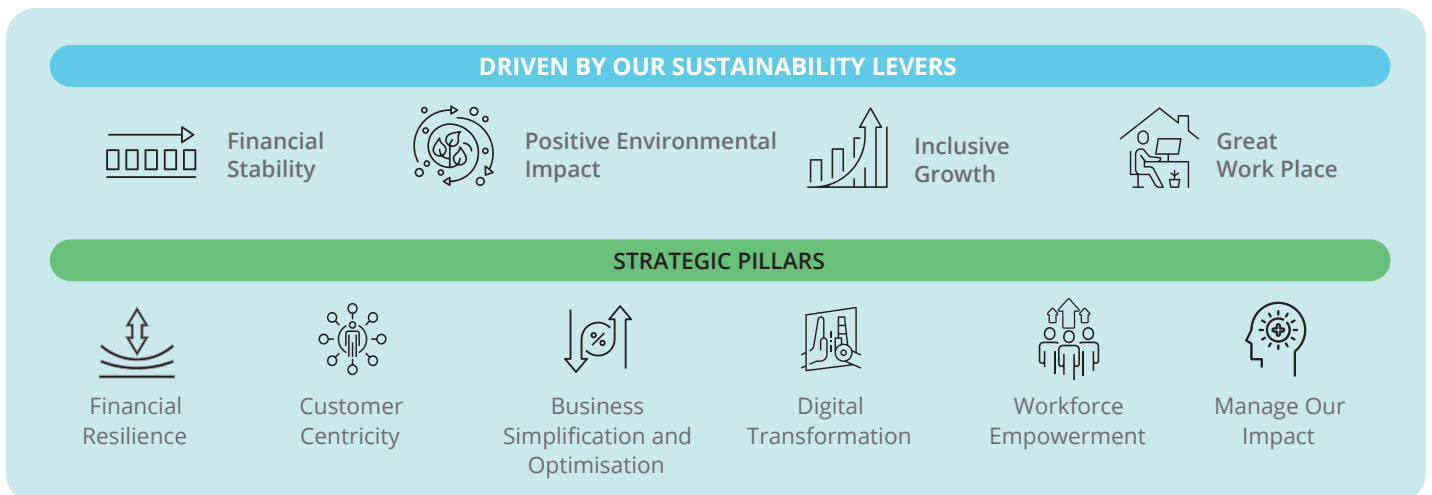 DRIVEN BY OUR SUSTAINABILITY LEVERS
Financial
Stability
Positive Environmental
Impact
Inclusive
Growth
Great
Work Place
STRATEGIC PILLARS
%
Financial
Resilience
Customer
Centricity
Business
Simplification and
Optimisation
Digital
Transformation
Workforce
Empowerment
Manage Our
Impact